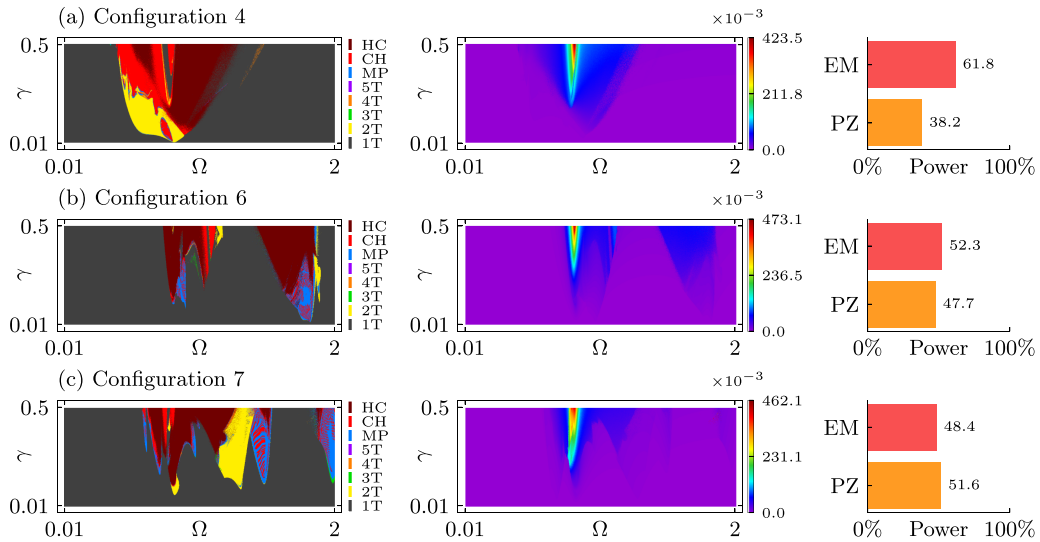 (a) Configuration 4
0.5
γ
0.01
0.01 Ω 2
HC
CH
MP
5T
4T
3T
2T
1T
0.5
γ
0.01
0.01 Ω 2
×10⁻³
423.5
211.8
0.0
EM 61.8
PZ 38.2
0% Power 100%
(b) Configuration 6
0.5
γ
0.01
0.01 Ω 2
HC
CH
MP
5T
4T
3T
2T
1T
0.5
γ
0.01
0.01 Ω 2
×10⁻³
473.1
236.5
0.0
EM 52.3
PZ 47.7
0% Power 100%
(c) Configuration 7
0.5
γ
0.01
0.01 Ω 2
HC
CH
MP
5T
4T
3T
2T
1T
0.5
γ
0.01
0.01 Ω 2
×10⁻³
462.1
231.1
0.0
EM 48.4
PZ 51.6
0% Power 100%